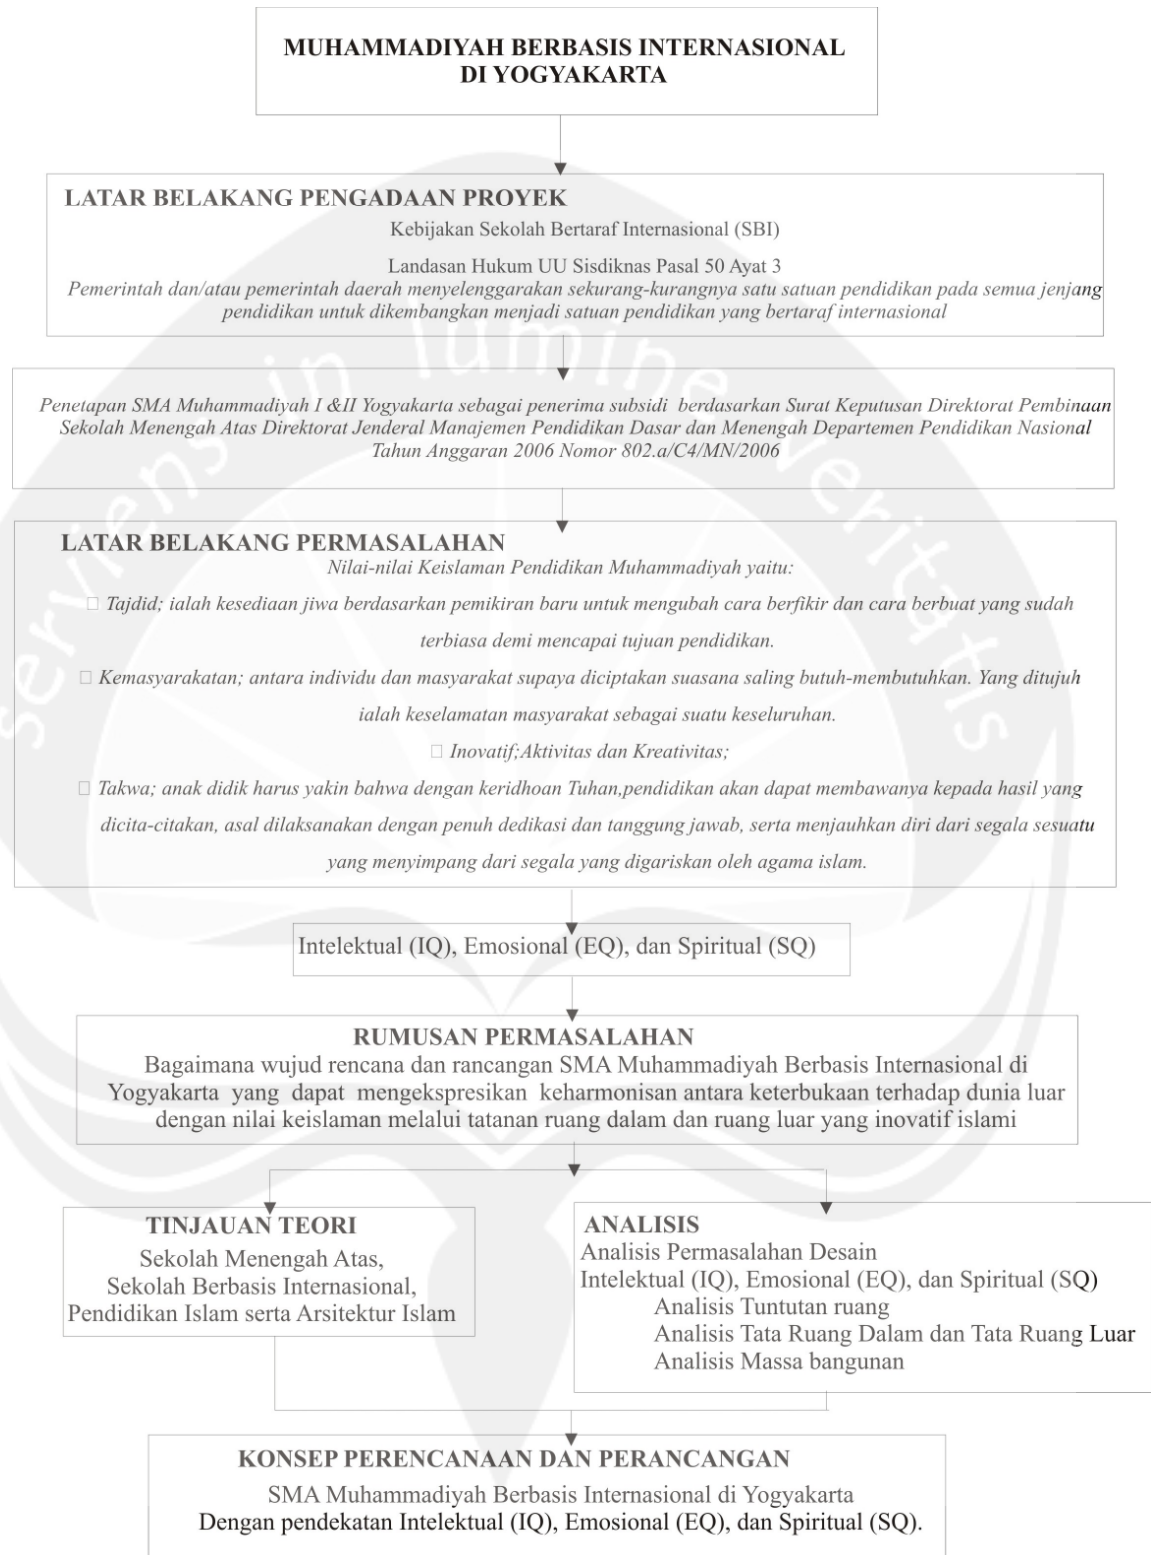 MUHAMMADIYAH BERBASIS INTERNASIONAL
DI YOGYAKARTA
LATAR BELAKANG PENGADAAN PROYEK
Kebijakan Sekolah Bertaraf Internasional (SBI)
Landasan Hukum UU Sisdiknas Pasal 50 Ayat 3
Pemerintah dan/atau pemerintah daerah menyelenggarakan sekurang-kurangnya satu satuan pendidikan pada semua jenjang
pendidikan untuk dikembangkan menjadi satuan pendidikan yang bertaraf internasional
Penetapan SMA Muhammadiyah I &II Yogyakarta sebagai penerima subsidi berdasarkan Surat Keputusan Direktorat Pembinaan
Sekolah Menengah Atas Direktorat Jenderal Manajemen Pendidikan Dasar dan Menengah Departemen Pendidikan Nasional
Tahun Anggaran 2006 Nomor 802.a/C4/MN/2006
LATAR BELAKANG PERMASALAHAN
Nilai-nilai Keislaman Pendidikan Muhammadiyah yaitu:
□ Tajdid; ialah kesediaan jiwa berdasarkan pemikiran baru untuk mengubah cara berfikir dan cara berbuat yang sudah
terbiasa demi mencapai tujuan pendidikan.
□ Kemasyarakatan; antara individu dan masyarakat supaya diciptakan suasana saling butuh-membutuhkan. Yang ditujuh
ialah keselamatan masyarakat sebagai suatu keseluruhan.
□ Inovatif;Aktivitas dan Kreativitas;
□ Takwa; anak didik harus yakin bahwa dengan keridhoan Tuhan,pendidikan akan dapat membawanya kepada hasil yang
dicita-citakan, asal dilaksanakan dengan penuh dedikasi dan tanggung jawab, serta menjauhkan diri dari segala sesuatu
yang menyimpang dari segala yang digariskan oleh agama islam.
Intelektual (IQ), Emosional (EQ), dan Spiritual (SQ)
RUMUSAN PERMASALAHAN
Bagaimana wujud rencana dan rancangan SMA Muhammadiyah Berbasis Internasional di
Yogyakarta yang dapat mengekspresikan keharmonisan antara keterbukaan terhadap dunia luar
dengan nilai keislaman melalui tatanan ruang dalam dan ruang luar yang inovatif islami
TINJAUAN TEORI
Sekolah Menengah Atas,
Sekolah Berbasis Internasional,
Pendidikan Islam serta Arsitektur Islam
ANALISIS
Analisis Permasalahan Desain
Intelektual (IQ), Emosional (EQ), dan Spiritual (SQ)
Analisis Tuntutan ruang
Analisis Tata Ruang Dalam dan Tata Ruang Luar
Analisis Massa bangunan
KONSEP PERENCANAAN DAN PERANCANGAN
SMA Muhammadiyah Berbasis Internasional di Yogyakarta
Dengan pendekatan Intelektual (IQ), Emosional (EQ), dan Spiritual (SQ).
serviens in lumine veritatis